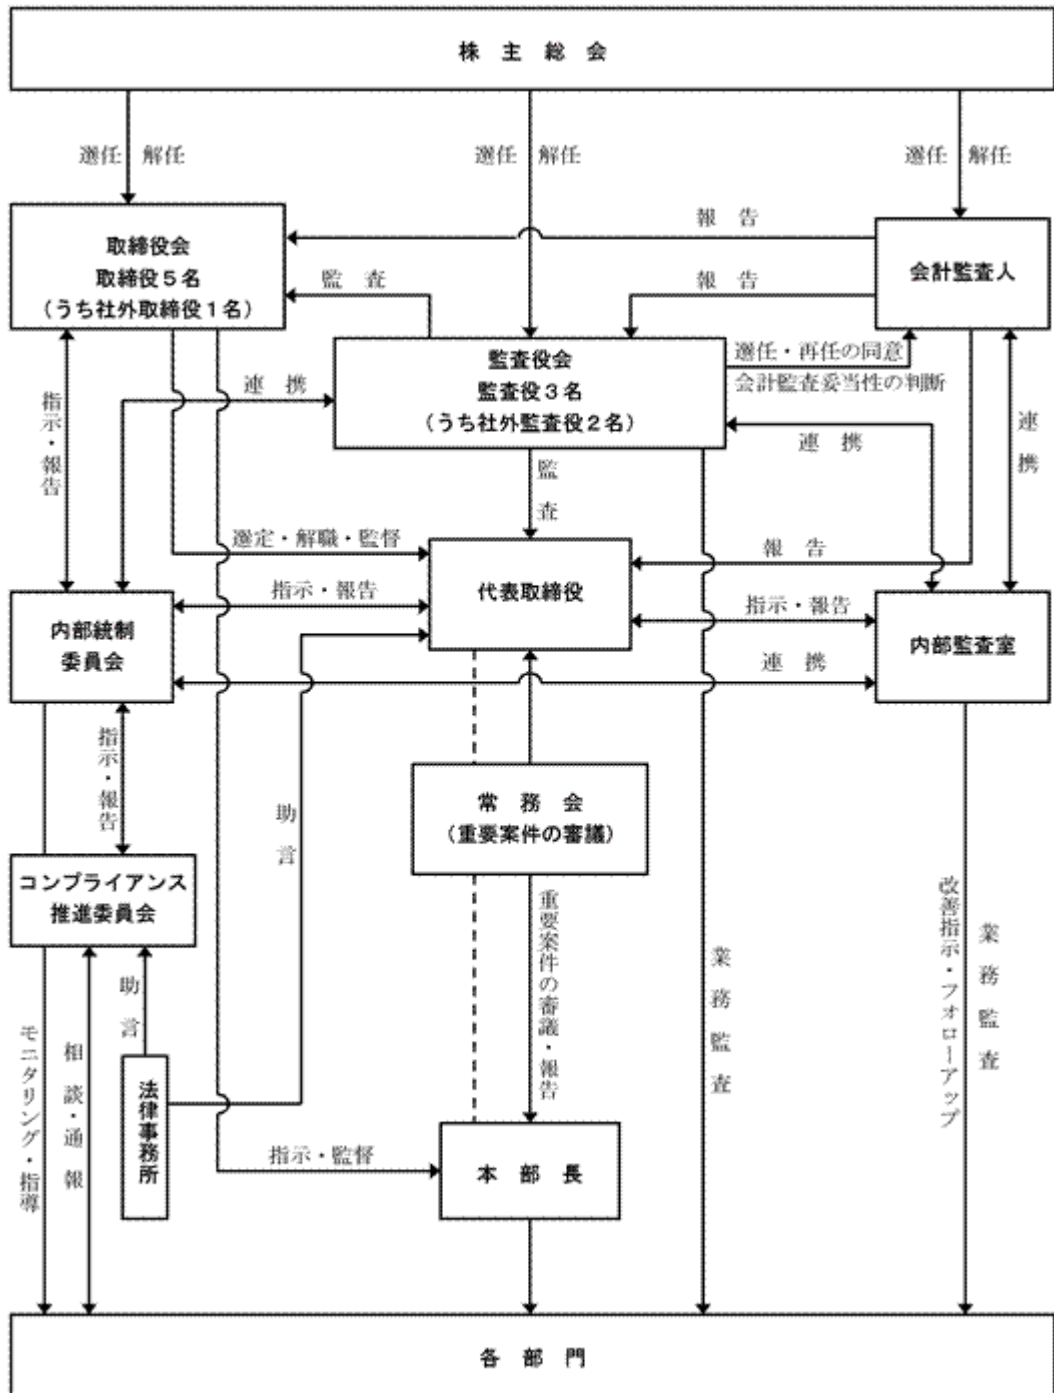 株 主 総 会
選任 解任
選任 解任
選任 解任
取締役会
取締役５名
（うち社外取締役１名）
報 告
会計監査人
監 査
報 告
監査役会
監査役３名
（うち社外監査役２名）
選任・再任の同意
会計監査妥当性の判断
連 携
指示・報告
連 携
連 携
監 査
選定・解職・監督
報 告
代表取締役
指示・報告
指示・報告
内部統制
委員会
内部監査室
連 携
指示・報告
常 務 会
（重要案件の審議）
助 言
コンプライアンス
推進委員会
重要案件の審議・報告
業 務 監 査
改善指示・フォローアップ
業 務 監 査
助 言
モニタリング・指導
相 談・通 報
法律事務所
指示・監督
本 部 長
各 部 門